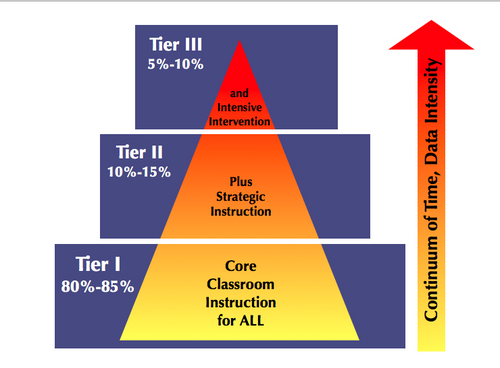 Tier III
5%-10%
and
Intensive
Intervention
Tier II
10%-15%
Plus
Strategic
Instruction
Tier I
80%-85%
Core
Classroom
Instruction
for ALL
Continuum of Time, Data Intensity